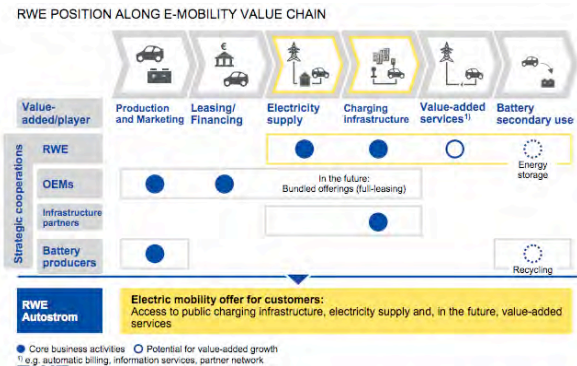 RWE POSITION ALONG E-MOBILITY VALUE CHAIN
€
Value-
added/player
Production
and Marketing
Leasing/
Financing
Electricity
supply
Charging
infrastructure
Value-added
services1)
Battery
secondary use
Strategic cooperations
RWE
Energy
storage
OEMs
In the future:
Bundled offerings (full-leasing)
Infrastructure
partners
Battery
producers
Recycling
RWE
Autostrom
Electric mobility offer for customers:
Access to public charging infrastructure, electricity supply and, in the future, value-added
services
Core business activities
Potential for value-added growth
1) e.g. automatic billing, information services, partner network